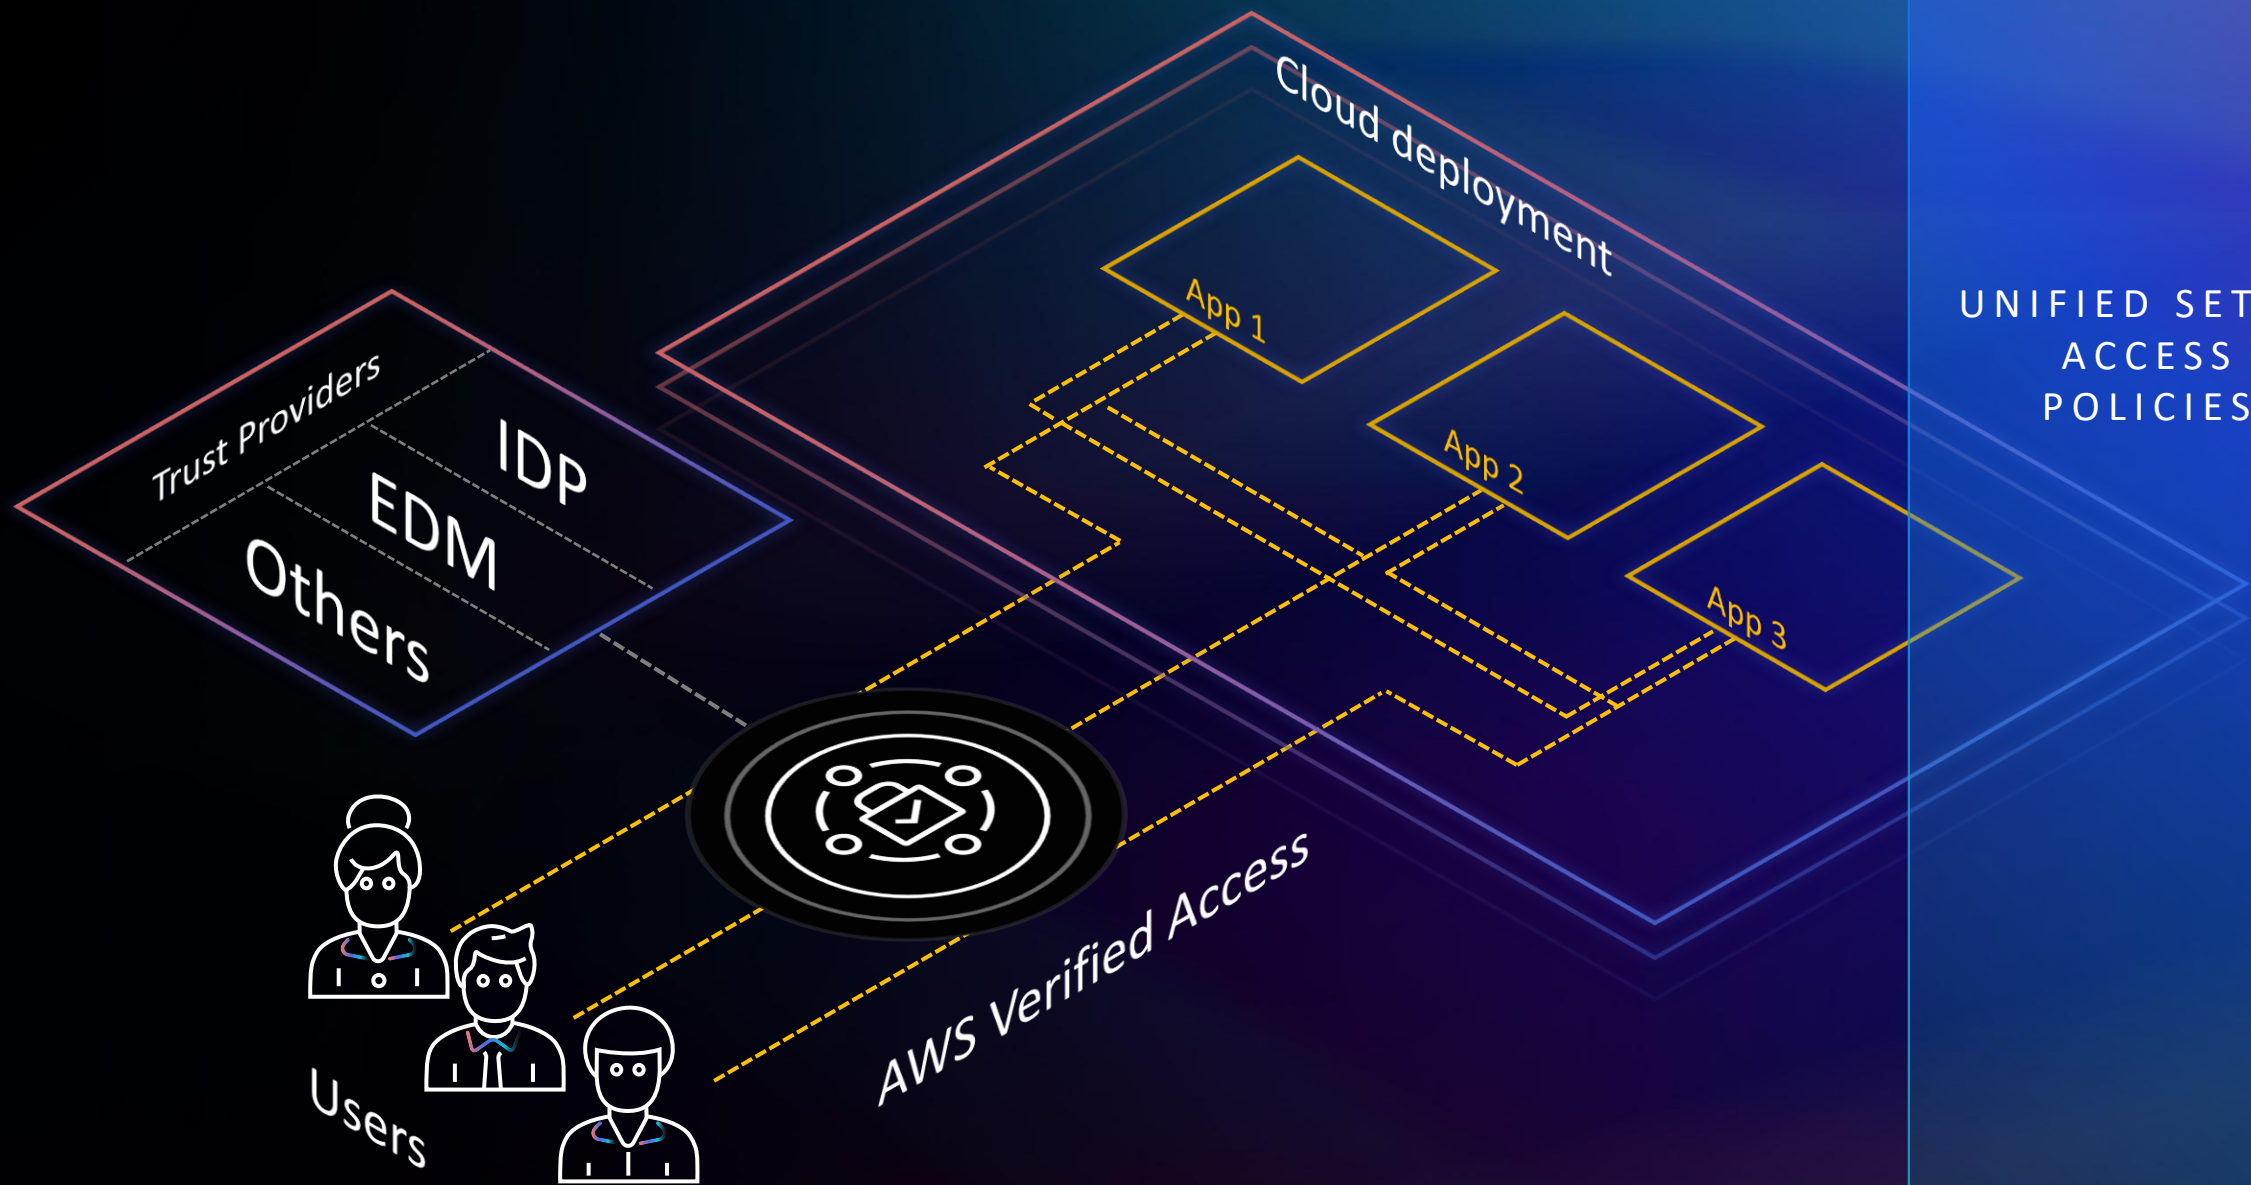 Cloud deployment
App 1
App 2
App 3
Trust Providers
IDP
EDM
Others
AWS Verified Access
Users
UNIFIED SET
ACCESS
POLICIES